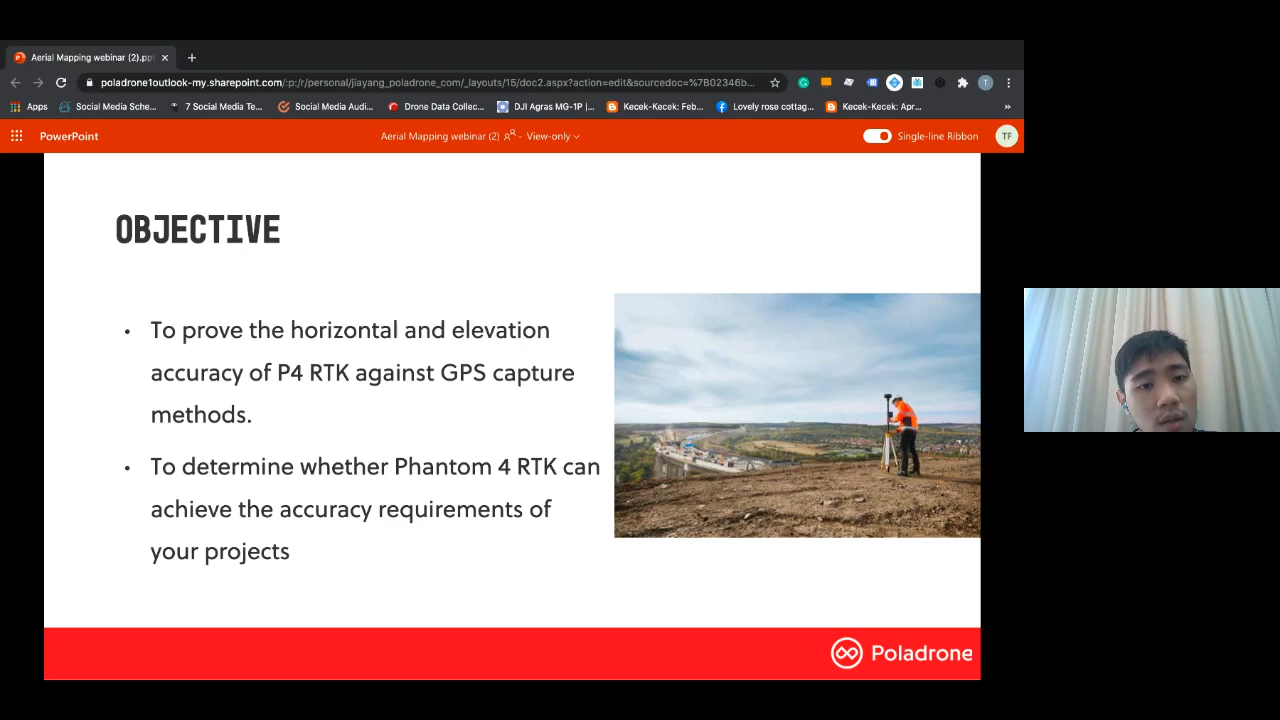 Aerial Mapping webinar (2).pp
poladrone1outlook-my.sharepoint.com/:p:/r/personal/jiayang_poladrone_com/_layouts/15/doc2.aspx?action=edit&sourcedoc=%7B02346b...
Apps Social Media Sche... 7 Social Media Te... Social Media Audi... Drone Data Collec... DJI Agras MG-1P |... Kecek-Kecek: Feb... Lovely rose cottag... Kecek-Kecek: Apr... »
PowerPoint Aerial Mapping webinar (2) - View-only Single-line Ribbon TF
OBJECTIVE
• To prove the horizontal and elevation
accuracy of P4 RTK against GPS capture
methods.
• To determine whether Phantom 4 RTK can
achieve the accuracy requirements of
your projects
Poladrone